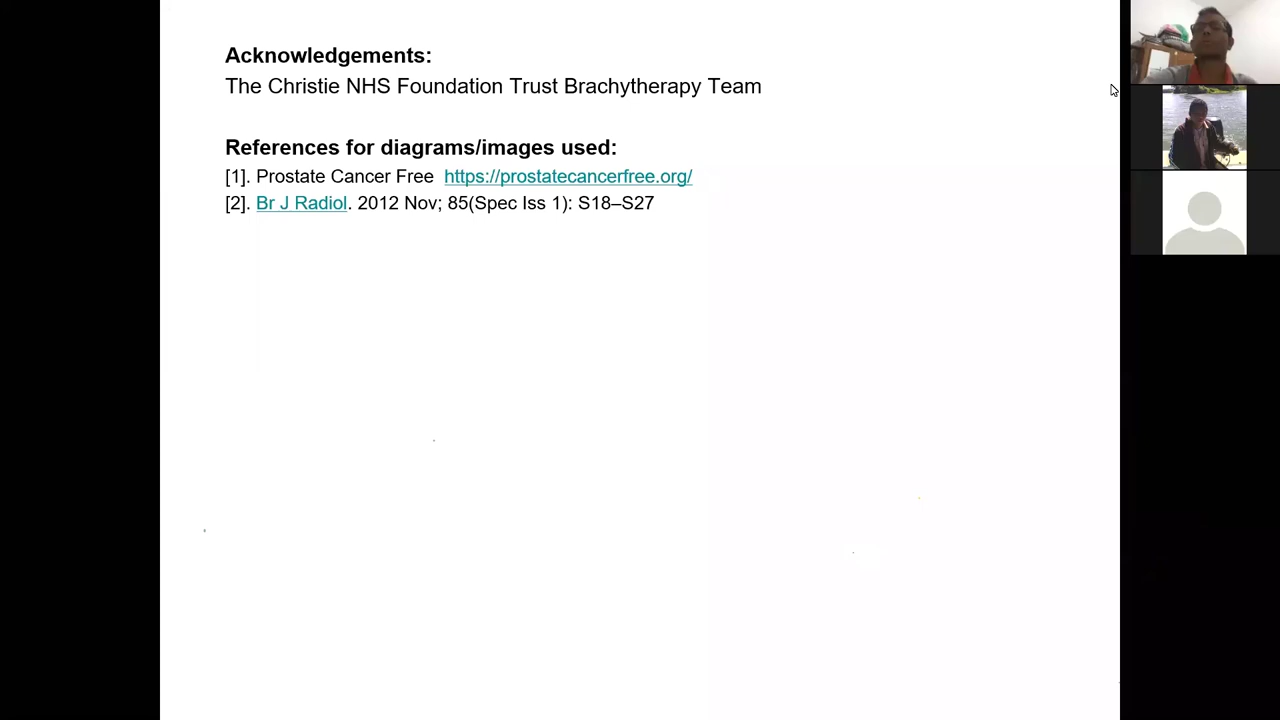 Acknowledgements:
The Christie NHS Foundation Trust Brachytherapy Team
References for diagrams/images used:
[1]. Prostate Cancer Free https://prostatecancerfree.org/
[2]. Br J Radiol. 2012 Nov; 85(Spec Iss 1): S18–S27